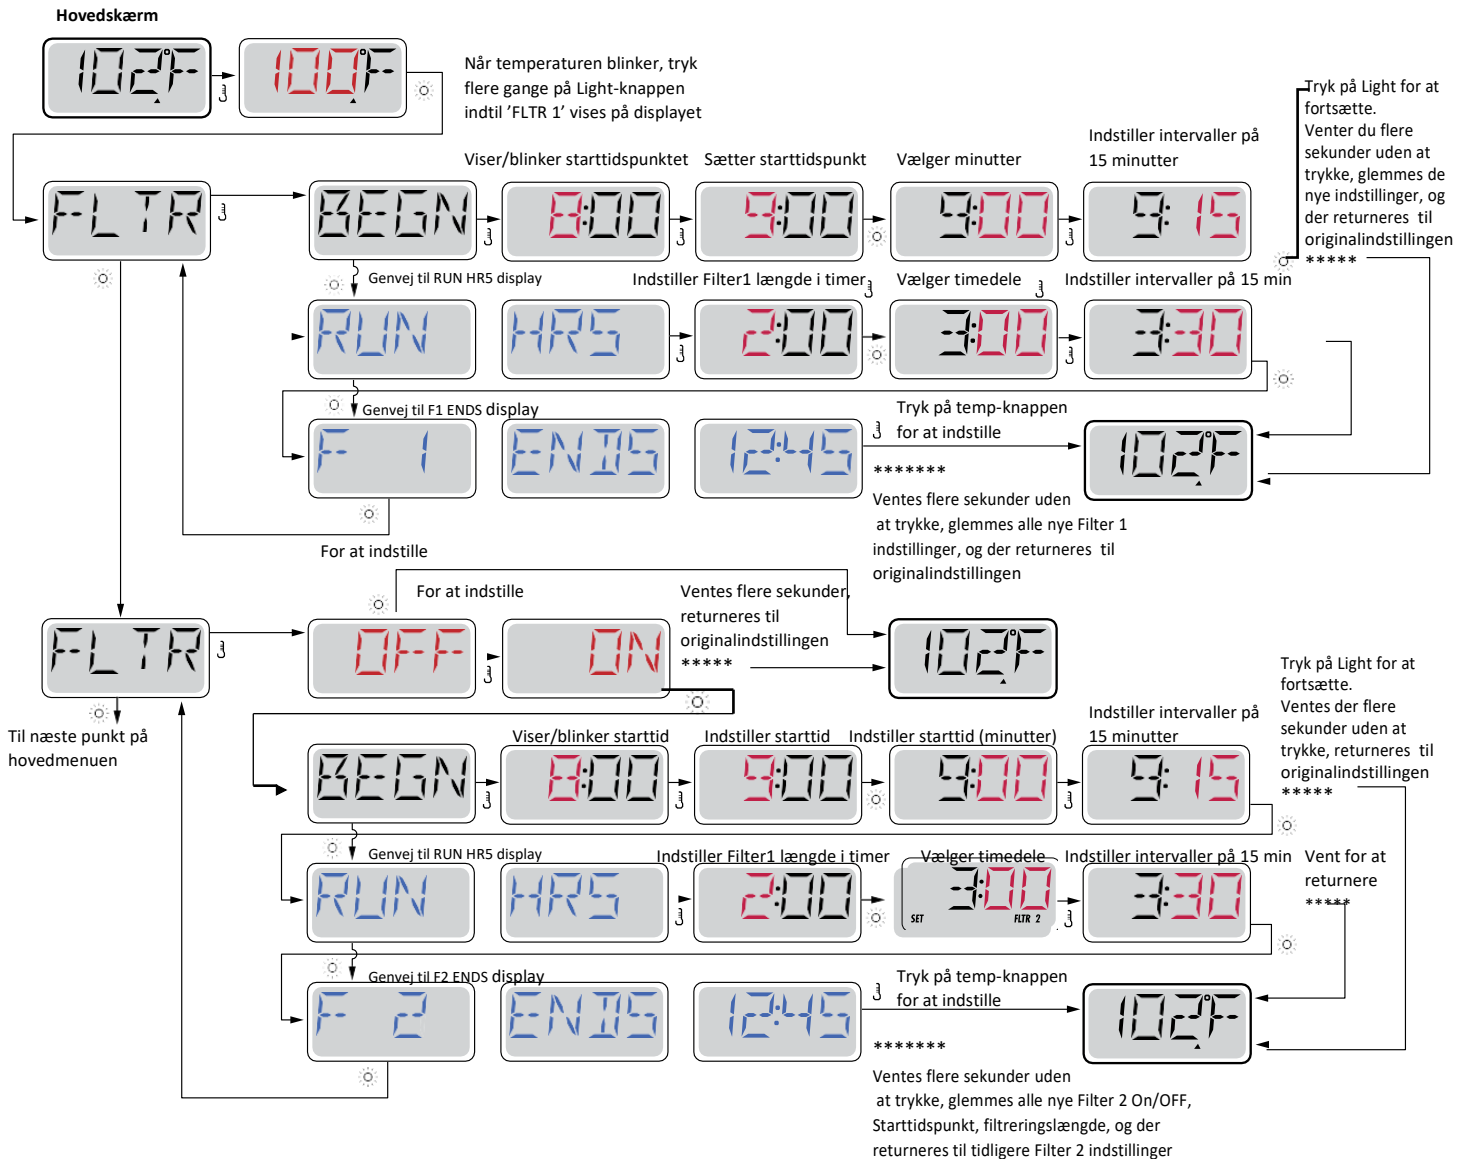 Hovedskærm
102°F
100°F
Når temperaturen blinker, tryk
flere gange på Light-knappen
indtil ’FLTR 1’ vises på displayet
Tryk på Light for at
fortsætte.
Venter du flere
sekunder uden at
trykke, glemmes de
nye indstillinger, og
der returneres til
originalindstillingen
*****
Viser/blinker starttidspunktet
Sætter starttidspunkt
Vælger minutter
Indstiller intervaller på
15 minutter
FLTR
BEGN
8:00
9:00
9:00
9:15
Genvej til RUN HR5 display
Indstiller Filter1 længde i timer
Vælger timedele
Indstiller intervaller på 15 min
RUN
HRS
2:00
3:00
3:30
Genvej til F1 ENDS display
Tryk på temp-knappen
for at indstille
F 1
ENDS
12:45
*******
102°F
Ventes flere sekunder uden
at trykke, glemmes alle nye Filter 1
indstillinger, og der returneres til
originalindstillingen
For at indstille
For at indstille
Ventes flere sekunder,
returneres til
originalindstillingen
*****
FLTR
OFF
ON
102°F
Til næste punkt på
hovedmenuen
Tryk på Light for at
fortsætte.
Ventes der flere
sekunder uden at
trykke, returneres til
originalindstillingen
*****
Viser/blinker starttid
Indstiller starttid
Indstiller starttid (minutter)
Indstiller intervaller på
15 minutter
BEGN
8:00
9:00
9:00
9:15
Genvej til RUN HR5 display
Indstiller Filter1 længde i timer
Vælger timedele
Indstiller intervaller på 15 min
Vent for at
returnere
*****
RUN
HRS
2:00
3:00
SET
FLTR 2
3:30
Genvej til F2 ENDS display
Tryk på temp-knappen
for at indstille
F 2
ENDS
12:45
*******
102°F
Ventes flere sekunder uden
at trykke, glemmes alle nye Filter 2 On/OFF,
Starttidspunkt, filtreringslængde, og der
returneres til tidligere Filter 2 indstillinger